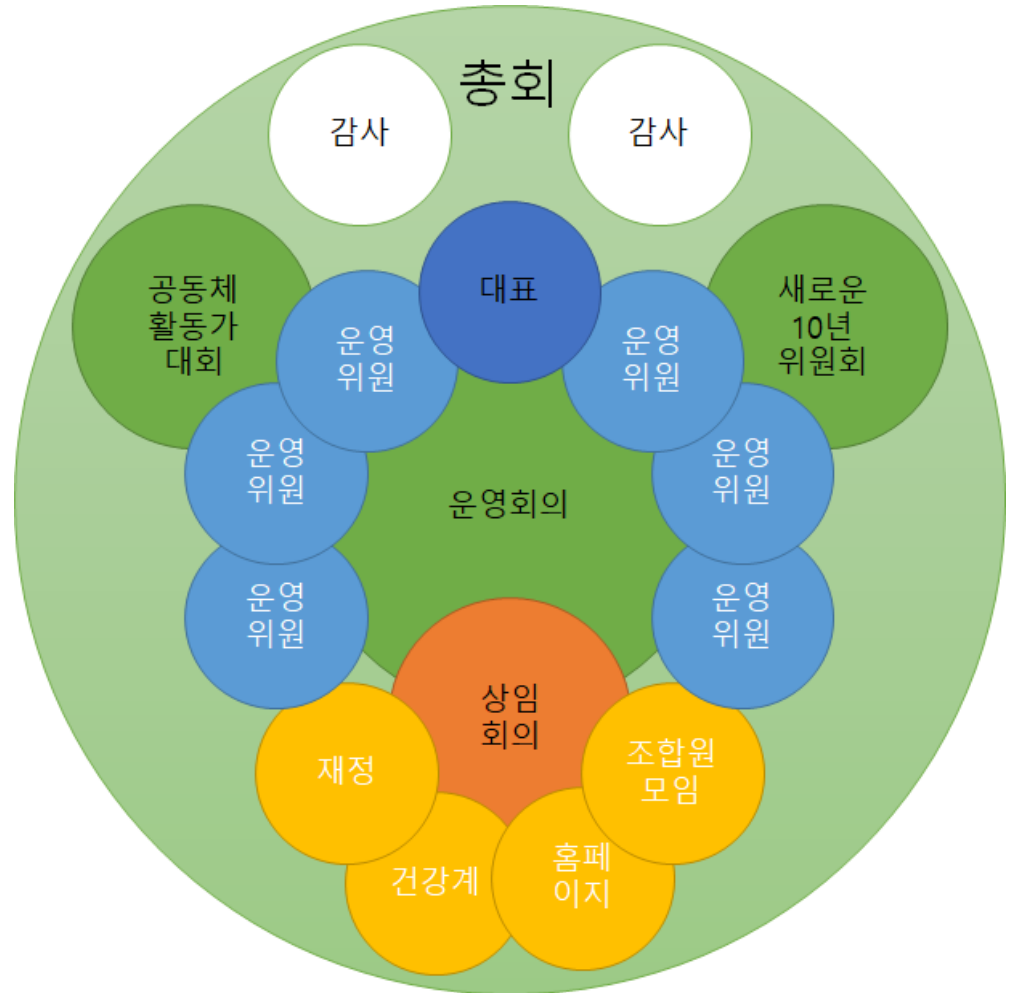 총회
감사
감사
대표
공동체
활동가
대회
새로운
10년
위원회
운영
위원
운영
위원
운영
위원
운영
위원
운영회의
운영
위원
운영
위원
상임
회의
재정
조합원
모임
건강계
홈페
이지